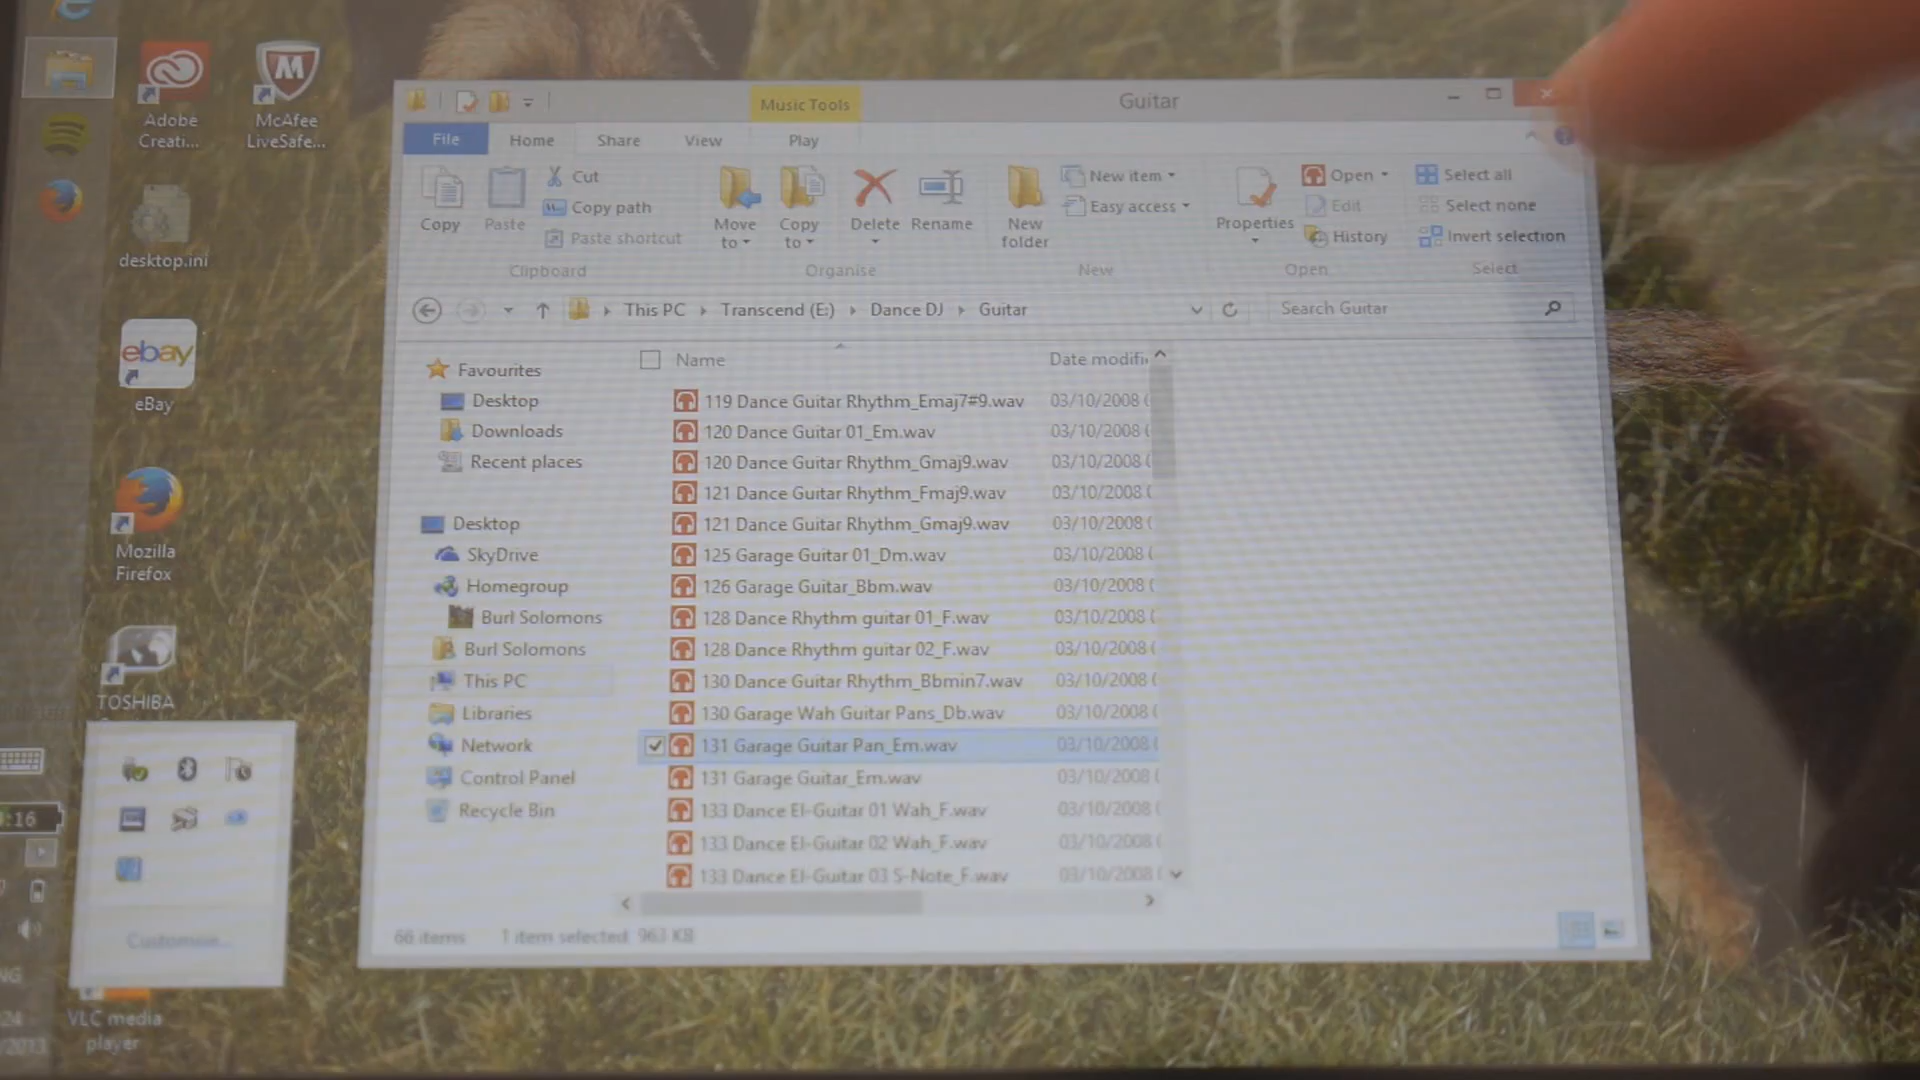 Adobe
Creati...
McAfee
LiveSafe...
desktop.ini
ebay
eBay
Mozilla
Firefox
TOSHIBA
:16
Customise...
NG
VLC media
player
Music Tools
Guitar
File
Home
Share
View
Play
Copy
Paste
Cut
Copy path
Paste shortcut
Clipboard
Move
to
Copy
to
Delete
Rename
Organise
New
folder
New item
Easy access
New
Properties
Open
Edit
History
Open
Select all
Select none
Invert selection
Select
This PC
Transcend (E:)
Dance DJ
Guitar
Search Guitar
Favourites
Desktop
Downloads
Recent places
Desktop
SkyDrive
Homegroup
Burl Solomons
Burl Solomons
This PC
Libraries
Network
Control Panel
Recycle Bin
Name Date modifi
119 Dance Guitar Rhythm_Emaj7#9.wav 03/10/2008
120 Dance Guitar 01_Em.wav 03/10/2008
120 Dance Guitar Rhythm_Gmaj9.wav 03/10/2008
121 Dance Guitar Rhythm_Fmaj9.wav 03/10/2008
121 Dance Guitar Rhythm_Gmaj9.wav 03/10/2008
125 Garage Guitar 01_Dm.wav 03/10/2008
126 Garage Guitar_Bbm.wav 03/10/2008
128 Dance Rhythm guitar 01_F.wav 03/10/2008
128 Dance Rhythm guitar 02_F.wav 03/10/2008
130 Dance Guitar Rhythm_Bbmin7.wav 03/10/2008
130 Garage Wah Guitar Pans_Db.wav 03/10/2008
131 Garage Guitar Pan_Em.wav 03/10/2008
131 Garage Guitar_Em.wav 03/10/2008
133 Dance El-Guitar 01 Wah_F.wav 03/10/2008
133 Dance El-Guitar 02 Wah_F.wav 03/10/2008
133 Dance El-Guitar 03 S-Note_F.wav 03/10/2008
66 items 1 item selected 963 KB